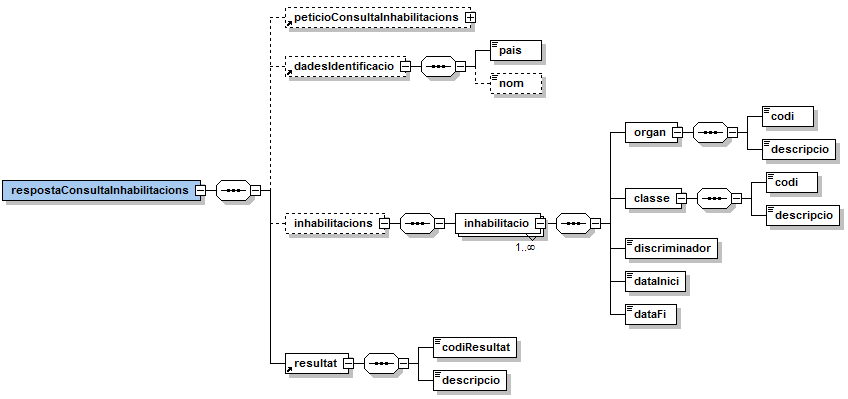 peticioConsultaInhabilitacions
dadesIdentificacio
pais
nom
organ
codi
descripcio
respostaConsultaInhabilitacions
classe
codi
descripcio
inhabilitacions
inhabilitacio
1..∞
discriminador
dataInici
dataFi
resultat
codiResultat
descripcio